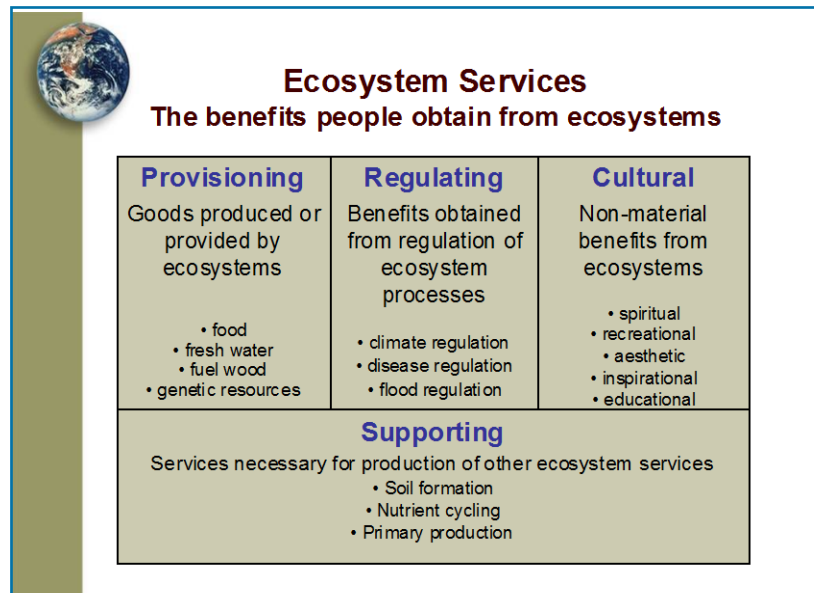 Ecosystem Services
The benefits people obtain from ecosystems
Provisioning
Goods produced or
provided by
ecosystems
• food
• fresh water
• fuel wood
• genetic resources
Regulating
Benefits obtained
from regulation of
ecosystem
processes
• climate regulation
• disease regulation
• flood regulation
Cultural
Non-material
benefits from
ecosystems
• spiritual
• recreational
• aesthetic
• inspirational
• educational
Supporting
Services necessary for production of other ecosystem services
• Soil formation
• Nutrient cycling
• Primary production